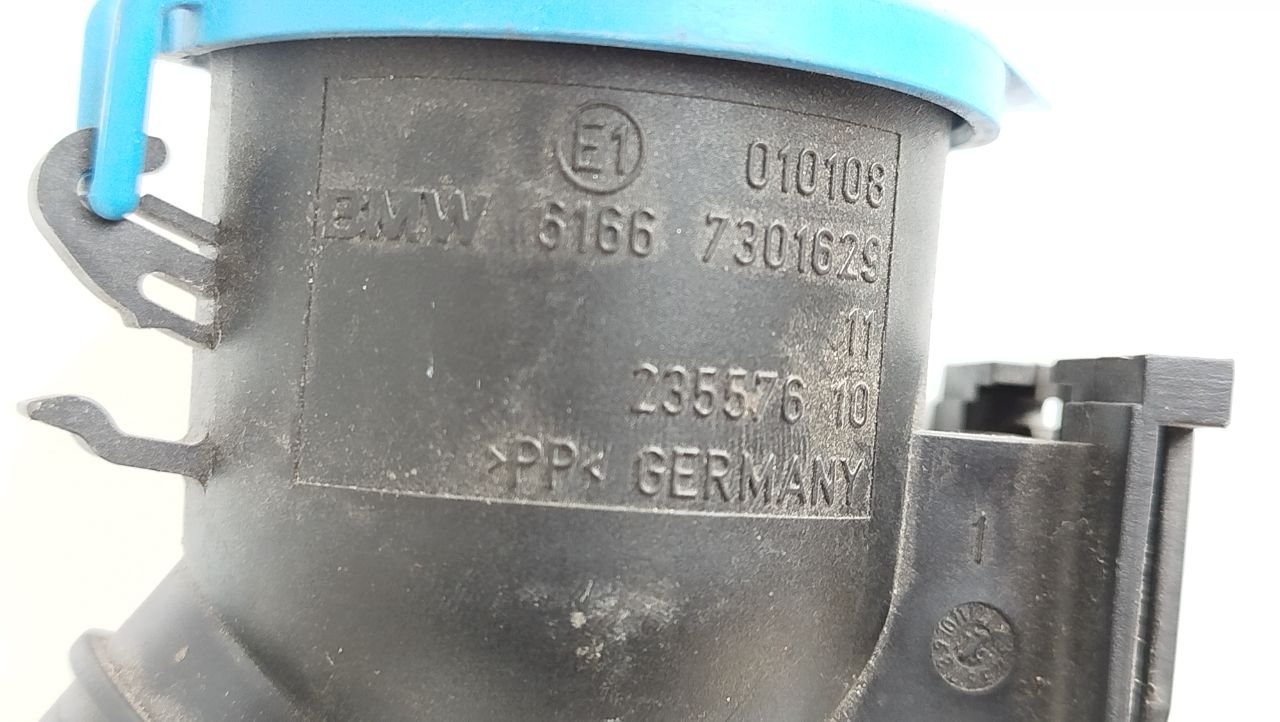 E1 010108
BMW 6166 7301629
11
235576 10
>PP< GERMANY
1